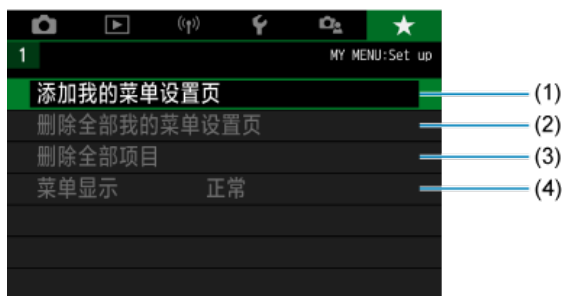 1 MY MENU:Set up
添加我的菜单设置页 (1)
删除全部我的菜单设置页 (2)
删除全部项目 (3)
菜单显示 正常 (4)